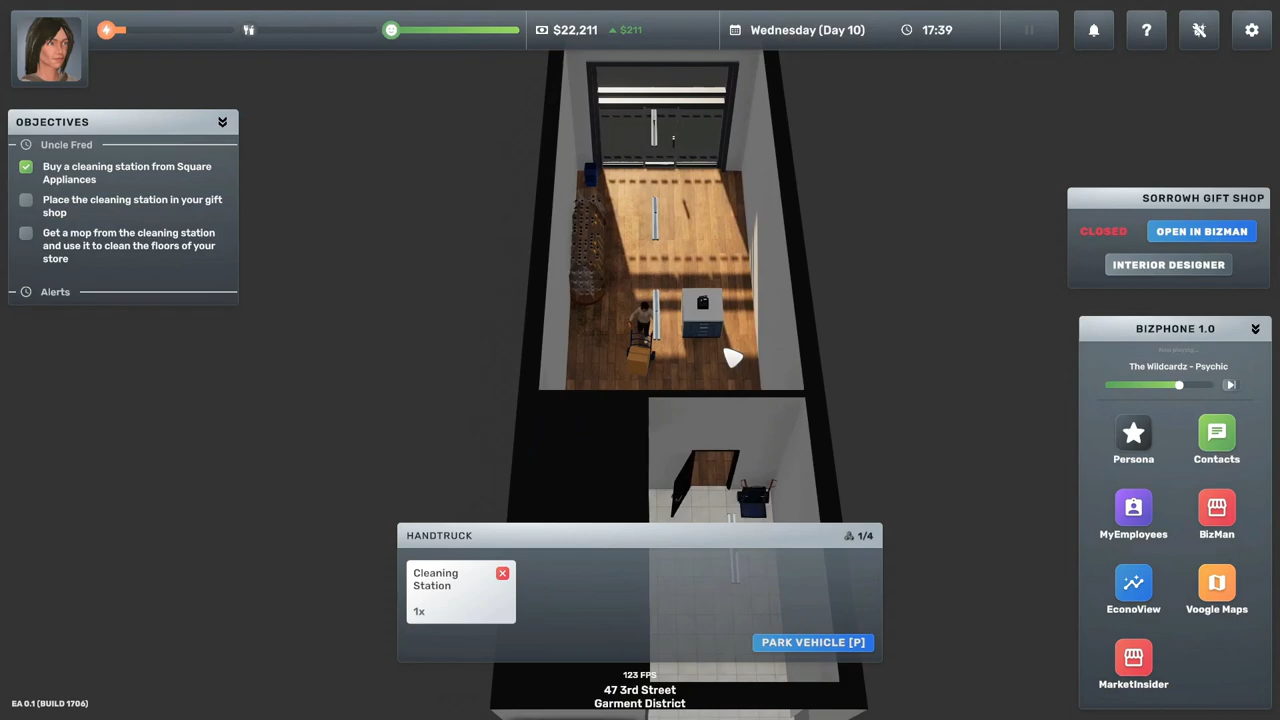 $22,211
$211
Wednesday (Day 10)
17:39
OBJECTIVES
Uncle Fred
Buy a cleaning station from Square
Appliances
Place the cleaning station in your gift
shop
Get a mop from the cleaning station
and use it to clean the floors of your
store
Alerts
SORROWH GIFT SHOP
CLOSED
OPEN IN BIZMAN
INTERIOR DESIGNER
BIZPHONE 1.0
Now playing...
The Wildcardz - Psychic
Persona
Contacts
MyEmployees
BizMan
EconoView
Voogle Maps
MarketInsider
HANDTRUCK
1/4
Cleaning
Station
1x
PARK VEHICLE [P]
123 FPS
47 3rd Street
Garment District
EA 0.1 (BUILD 1706)